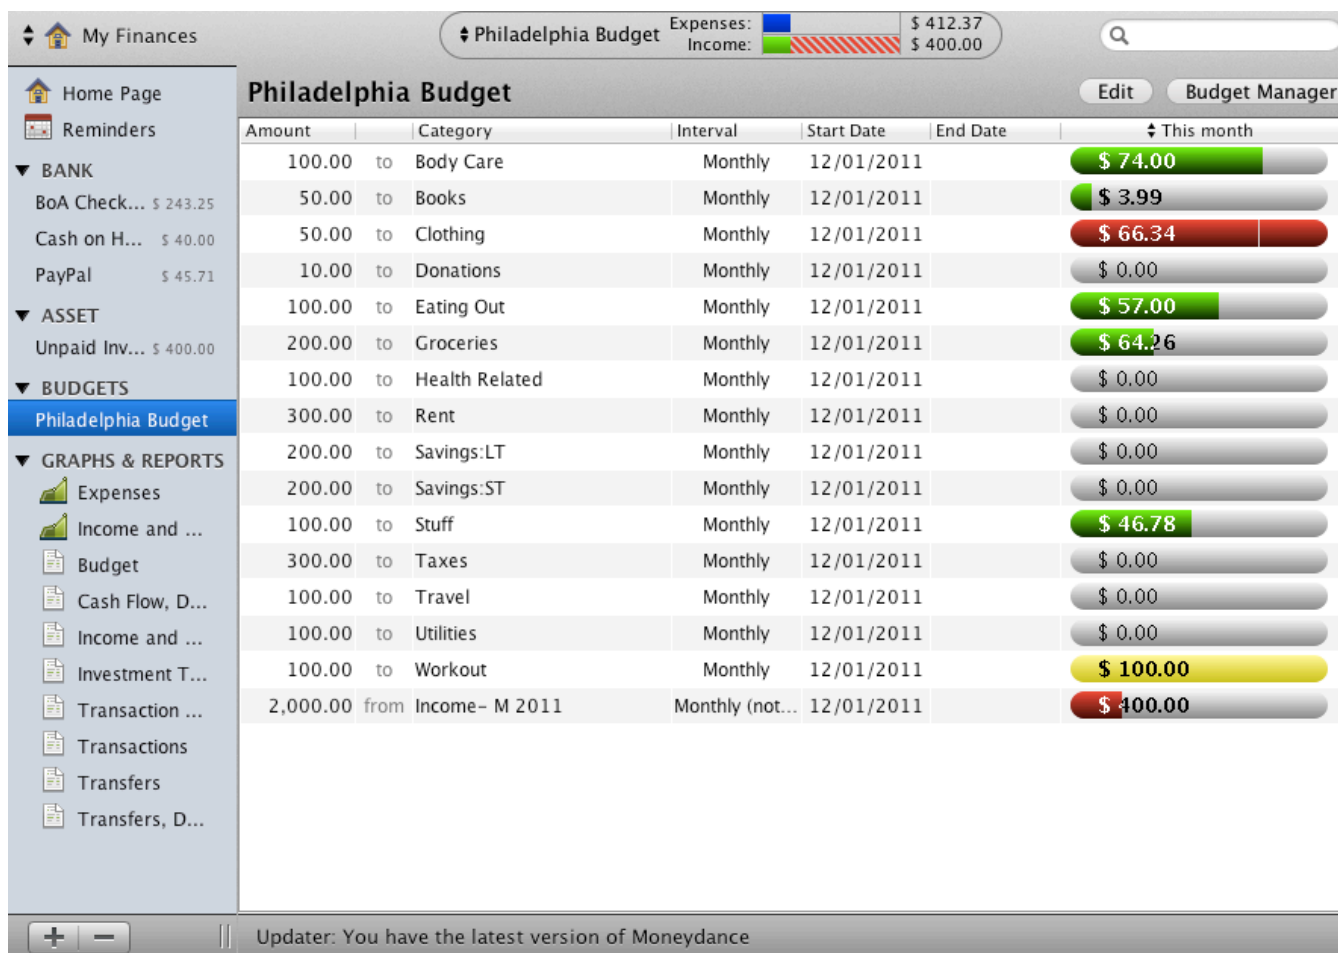 My Finances
Philadelphia Budget
Expenses: $ 412.37
Income: $ 400.00
Home Page
Reminders
BANK
BoA Check... $ 243.25
Cash on H... $ 40.00
PayPal $ 45.71
ASSET
Unpaid Inv... $ 400.00
BUDGETS
Philadelphia Budget
GRAPHS & REPORTS
Expenses
Income and ...
Budget
Cash Flow, D...
Income and ...
Investment T...
Transaction ...
Transactions
Transfers
Transfers, D...
Philadelphia Budget Edit Budget Manager
Amount Category Interval Start Date End Date This month
100.00 to Body Care Monthly 12/01/2011 $ 74.00
50.00 to Books Monthly 12/01/2011 $ 3.99
50.00 to Clothing Monthly 12/01/2011 $ 66.34
10.00 to Donations Monthly 12/01/2011 $ 0.00
100.00 to Eating Out Monthly 12/01/2011 $ 57.00
200.00 to Groceries Monthly 12/01/2011 $ 64.26
100.00 to Health Related Monthly 12/01/2011 $ 0.00
300.00 to Rent Monthly 12/01/2011 $ 0.00
200.00 to Savings:LT Monthly 12/01/2011 $ 0.00
200.00 to Savings:ST Monthly 12/01/2011 $ 0.00
100.00 to Stuff Monthly 12/01/2011 $ 46.78
300.00 to Taxes Monthly 12/01/2011 $ 0.00
100.00 to Travel Monthly 12/01/2011 $ 0.00
100.00 to Utilities Monthly 12/01/2011 $ 0.00
100.00 to Workout Monthly 12/01/2011 $ 100.00
2,000.00 from Income- M 2011 Monthly (not... 12/01/2011 $ 400.00
Updater: You have the latest version of Moneydance